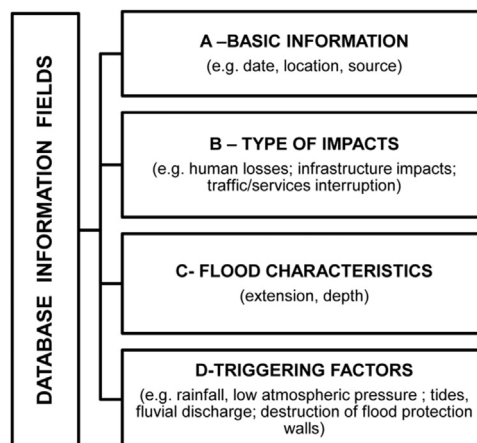 DATABASE INFORMATION FIELDS
A –BASIC INFORMATION
(e.g. date, location, source)
B – TYPE OF IMPACTS
(e.g. human losses; infrastructure impacts;
traffic/services interruption)
C- FLOOD CHARACTERISTICS
(extension, depth)
D-TRIGGERING FACTORS
(e.g. rainfall, low atmospheric pressure ; tides,
fluvial discharge; destruction of flood protection
walls)